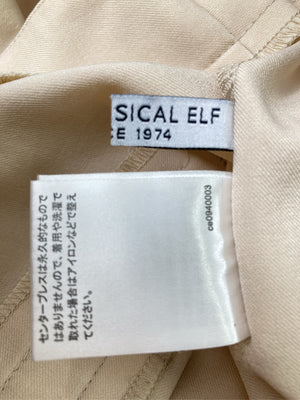 SICAL ELF
CE 1974
ce0940003
センタープレスは永久的なもので
はありませんので、着用や洗濯で
取れた場合はアイロンなどで整え
てください。